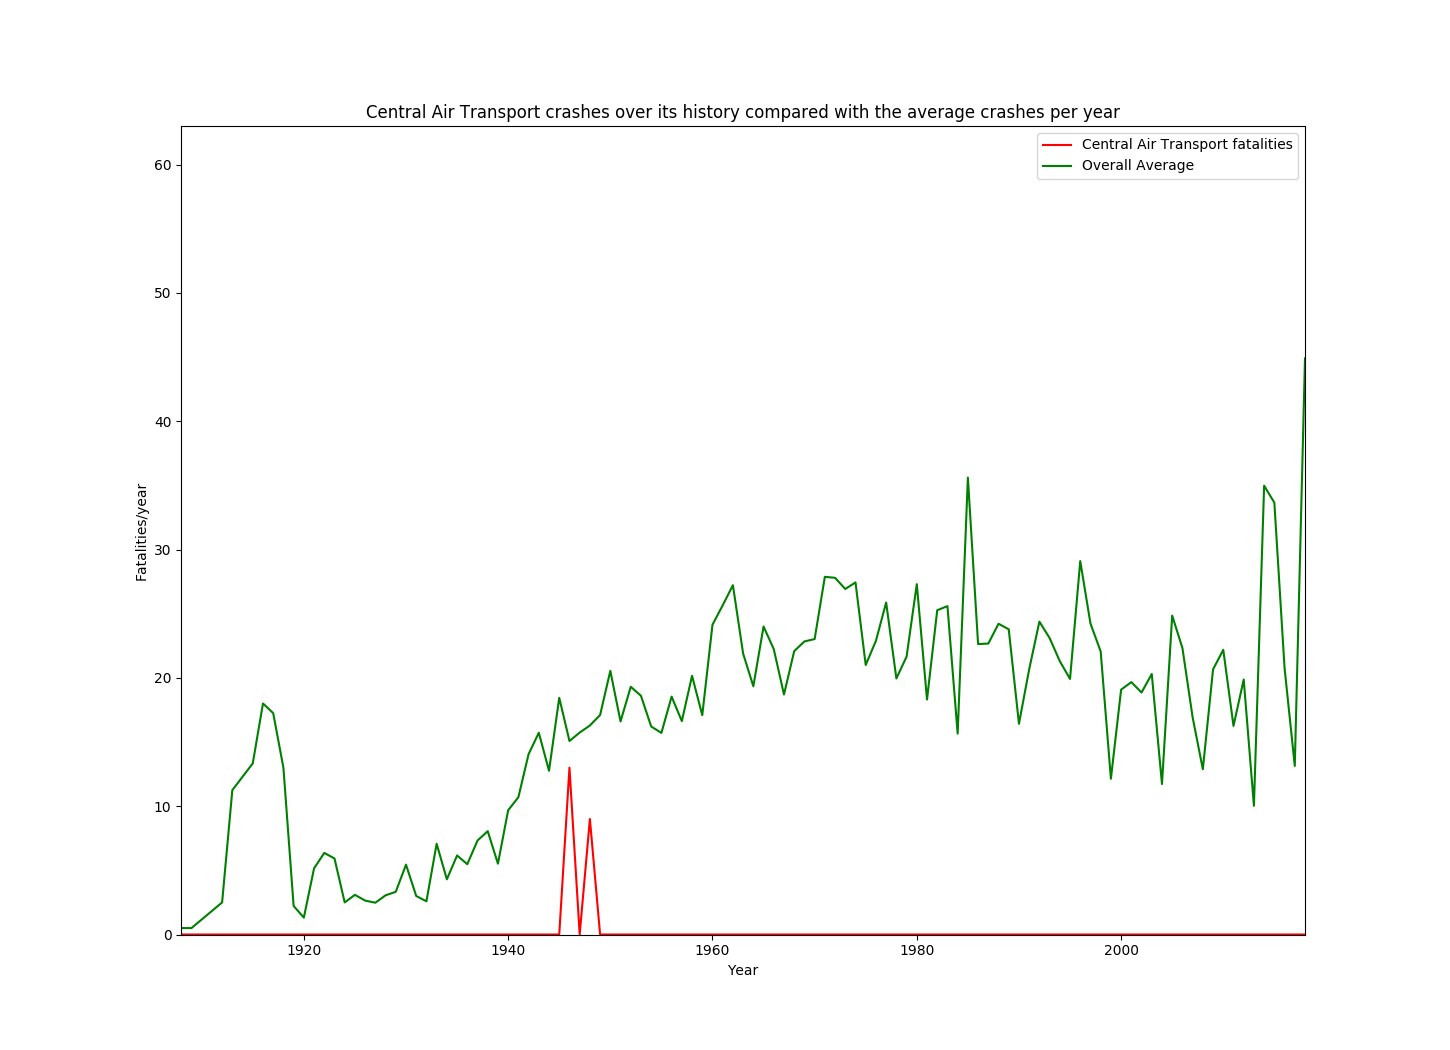 Central Air Transport crashes over its history compared with the average crashes per year
Central Air Transport fatalities
Overall Average
60
50
40
30
20
10
0
Fatalities/year
1920 1940 1960 1980 2000
Year